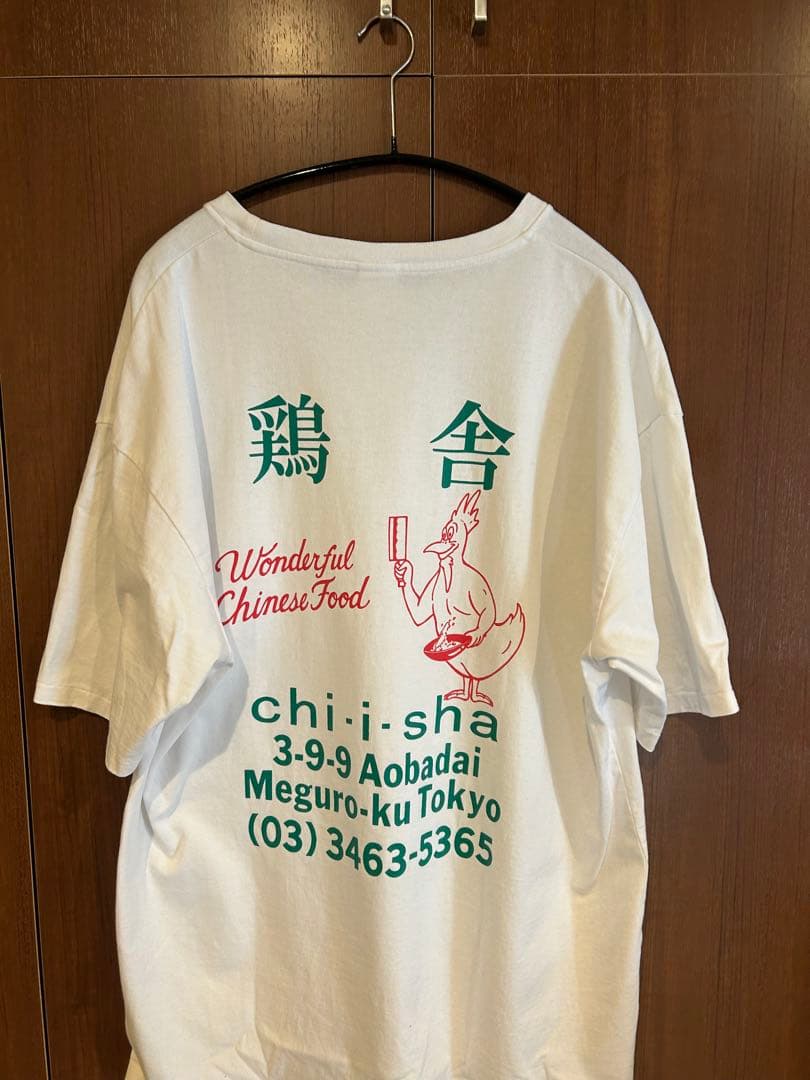 鶏 舎
Wonderful
Chinese Food
chi-i-sha
3-9-9 Aobadai
Meguro-ku Tokyo
(03) 3463-5365